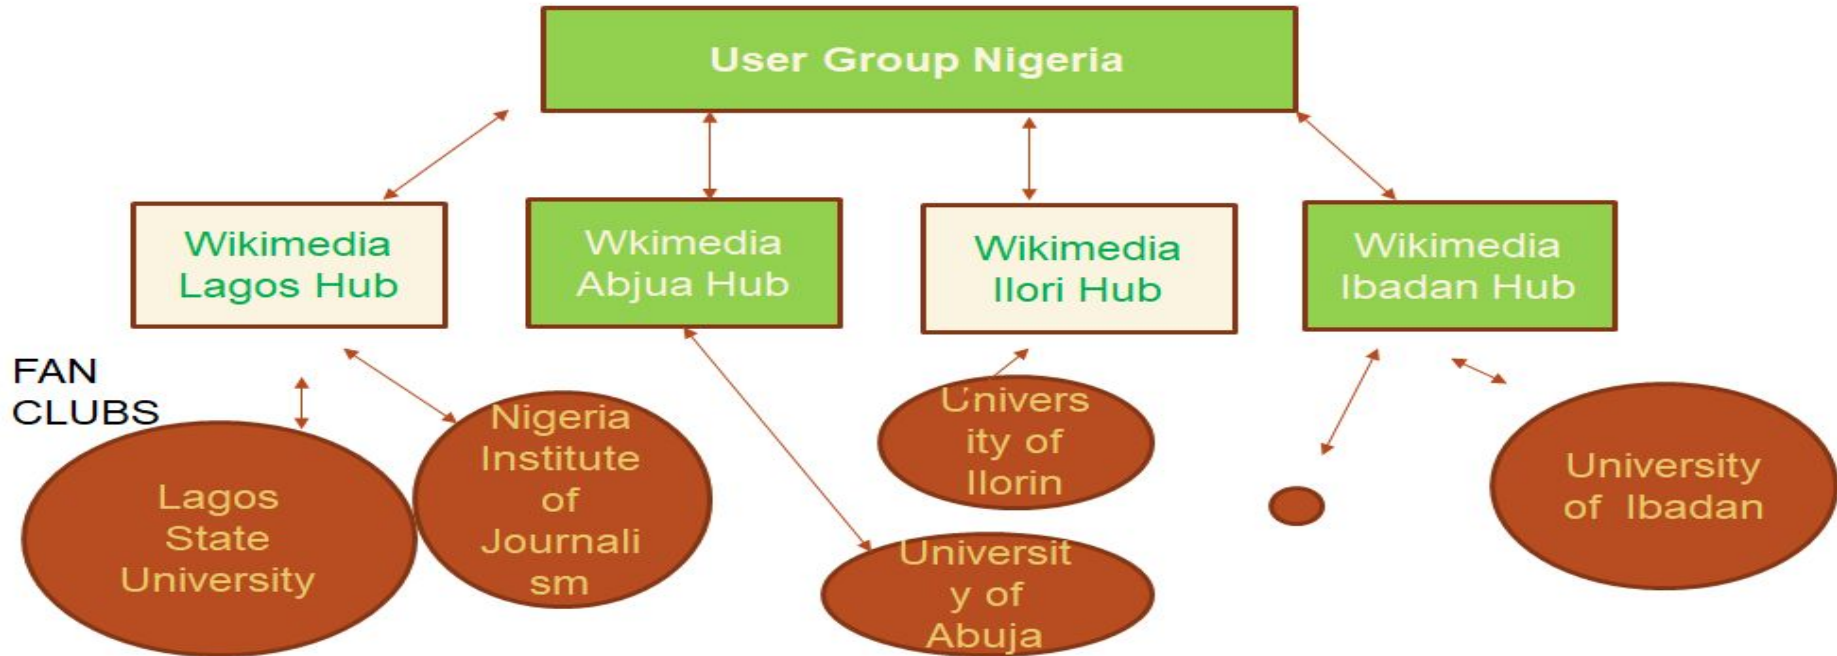 User Group Nigeria
Wikimedia
Lagos Hub
Wkimedia
Abjua Hub
Wikimedia
Ilori Hub
Wikimedia
Ibadan Hub
FAN
CLUBS
Lagos
State
University
Nigeria
Institute
of
Journali
sm
Univers
ity of
Ilorin
Universit
y of
Abuja
University
of Ibadan